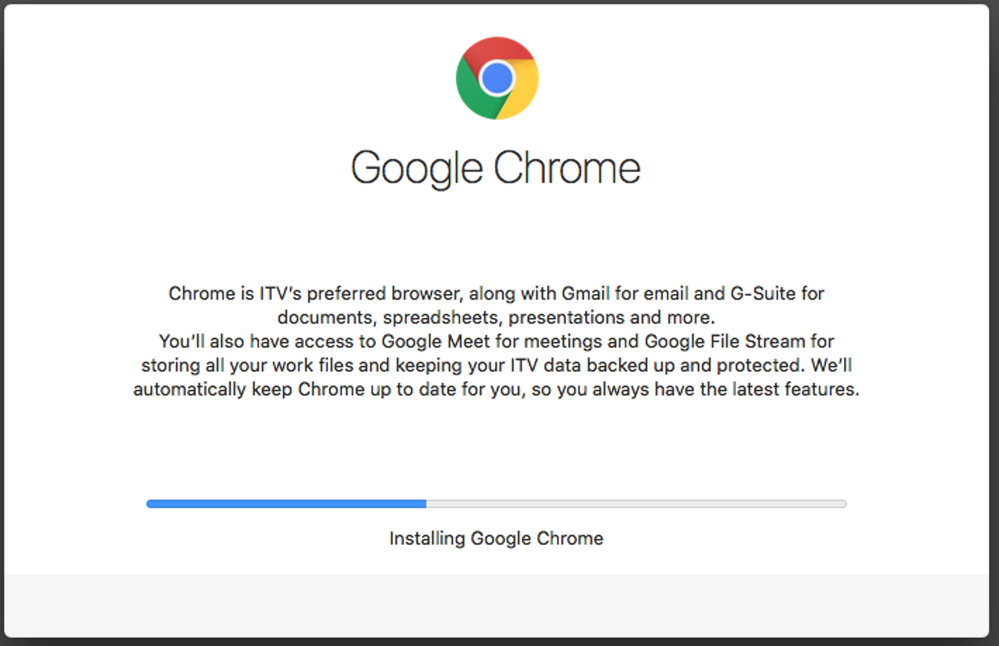 Google Chrome
Chrome is ITV’s preferred browser, along with Gmail for email and G-Suite for
documents, spreadsheets, presentations and more.
You’ll also have access to Google Meet for meetings and Google File Stream for
storing all your work files and keeping your ITV data backed up and protected. We’ll
automatically keep Chrome up to date for you, so you always have the latest features.
Installing Google Chrome